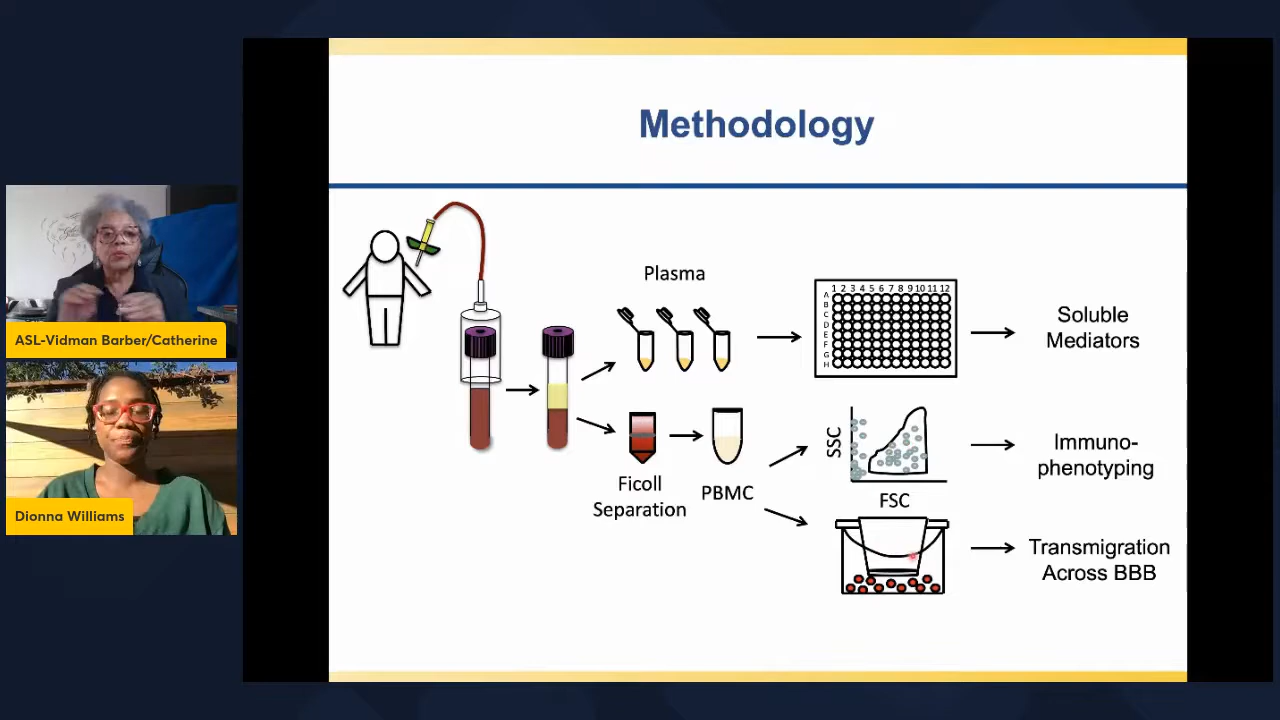 Methodology
ASL-Vidman Barber/Catherine
Dionna Williams
Plasma
1 2 3 4 5 6 7 8 9 10 11 12
A
B
C
D
E
F
G
H
Soluble
Mediators
Ficoll
Separation
PBMC
SSC
FSC
Immuno-
phenotyping
Transmigration
Across BBB